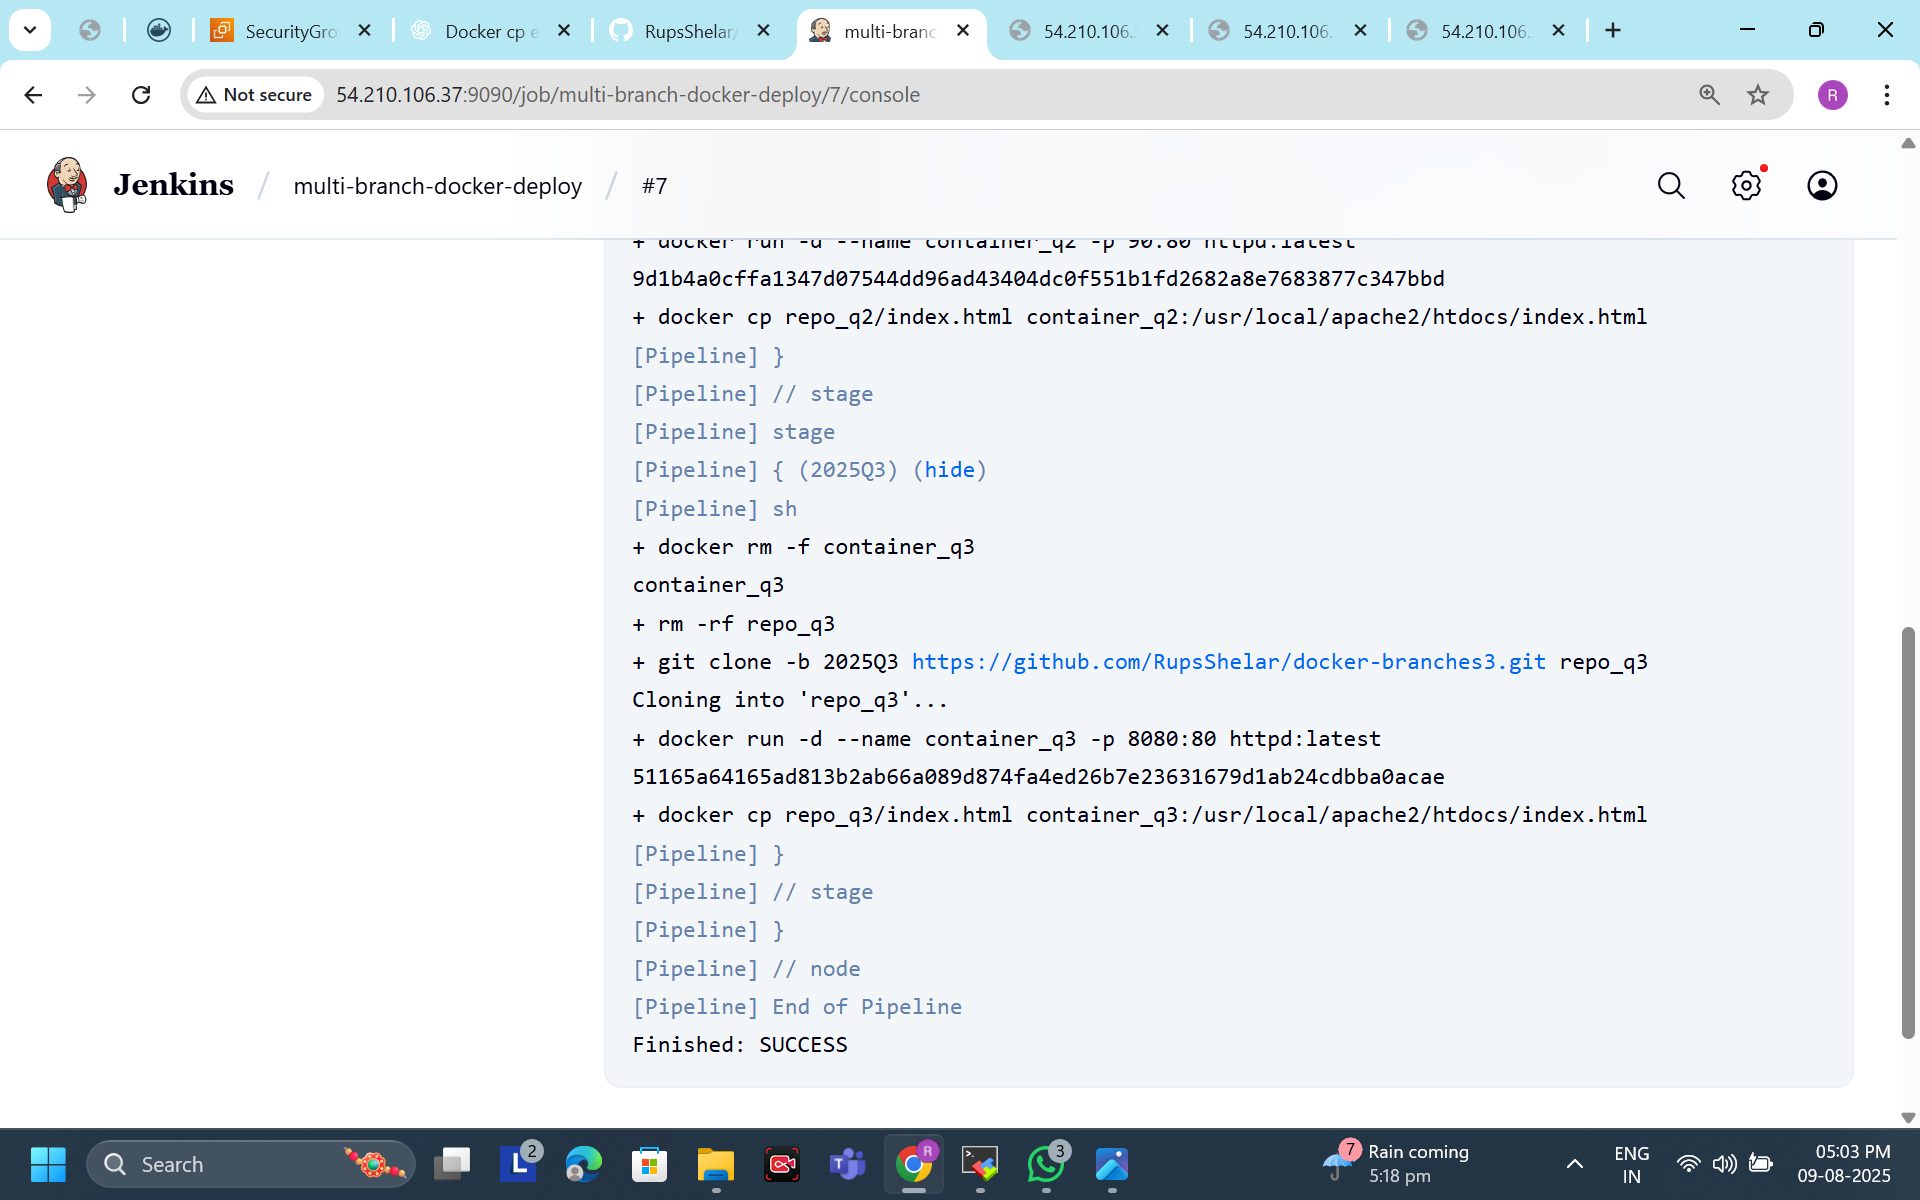 SecurityGro
Docker cp e
RupsShelar/
multi-branc
54.210.106.3
54.210.106.
54.210.106.
Not secure
54.210.106.37:9090/job/multi-branch-docker-deploy/7/console
R
Jenkins / multi-branch-docker-deploy / #7
+ docker run -d --name container_q2 -p 90:80 httpd:latest
9d1b4a0cffa1347d07544dd96ad43404dc0f551b1fd2682a8e7683877c347bbd
+ docker cp repo_q2/index.html container_q2:/usr/local/apache2/htdocs/index.html
[Pipeline] }
[Pipeline] // stage
[Pipeline] stage
[Pipeline] { (2025Q3) (hide)
[Pipeline] sh
+ docker rm -f container_q3
container_q3
+ rm -rf repo_q3
+ git clone -b 2025Q3 https://github.com/RupsShelar/docker-branches3.git repo_q3
Cloning into 'repo_q3'...
+ docker run -d --name container_q3 -p 8080:80 httpd:latest
51165a64165ad813b2ab66a089d874fa4ed26b7e23631679d1ab24cdbba0acae
+ docker cp repo_q3/index.html container_q3:/usr/local/apache2/htdocs/index.html
[Pipeline] }
[Pipeline] // stage
[Pipeline] }
[Pipeline] // node
[Pipeline] End of Pipeline
Finished: SUCCESS
Search
L
2
T
R
3
7
Rain coming
5:18 pm
ENG
IN
05:03 PM
09-08-2025